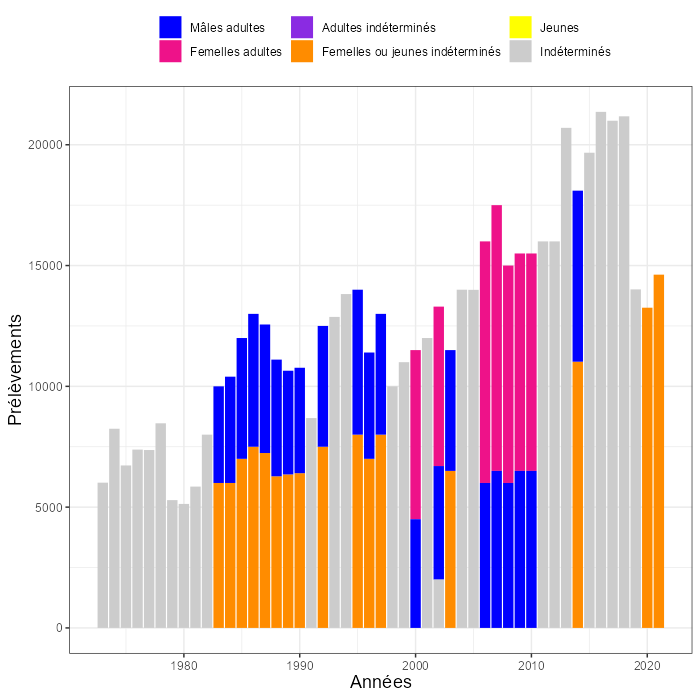 Mâles adultes Adultes indéterminés Jeunes
Femelles adultes Femelles ou jeunes indéterminés Indéterminés
20000
15000
10000
5000
0
Prélèvements
1980 1990 2000 2010 2020
Années